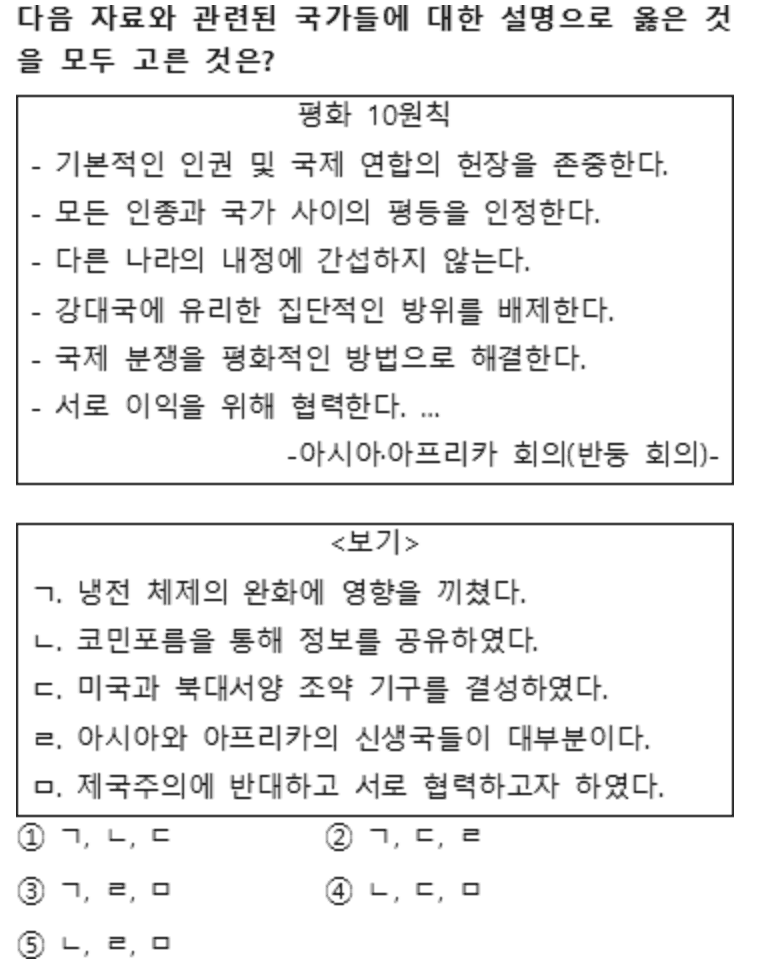 다음 자료와 관련된 국가들에 대한 설명으로 옳은 것
을 모두 고른 것은?
평화 10원칙
- 기본적인 인권 및 국제 연합의 헌장을 존중한다.
- 모든 인종과 국가 사이의 평등을 인정한다.
- 다른 나라의 내정에 간섭하지 않는다.
- 강대국에 유리한 집단적인 방위를 배제한다.
- 국제 분쟁을 평화적인 방법으로 해결한다.
- 서로 이익을 위해 협력한다. ...
-아시아·아프리카 회의(반둥 회의)-
<보기>
ㄱ. 냉전 체제의 완화에 영향을 끼쳤다.
ㄴ. 코민포름을 통해 정보를 공유하였다.
ㄷ. 미국과 북대서양 조약 기구를 결성하였다.
ㄹ. 아시아와 아프리카의 신생국들이 대부분이다.
ㅁ. 제국주의에 반대하고 서로 협력하고자 하였다.
① ㄱ, ㄴ, ㄷ ② ㄱ, ㄷ, ㄹ
③ ㄱ, ㄹ, ㅁ ④ ㄴ, ㄷ, ㅁ
⑤ ㄴ, ㄹ, ㅁ